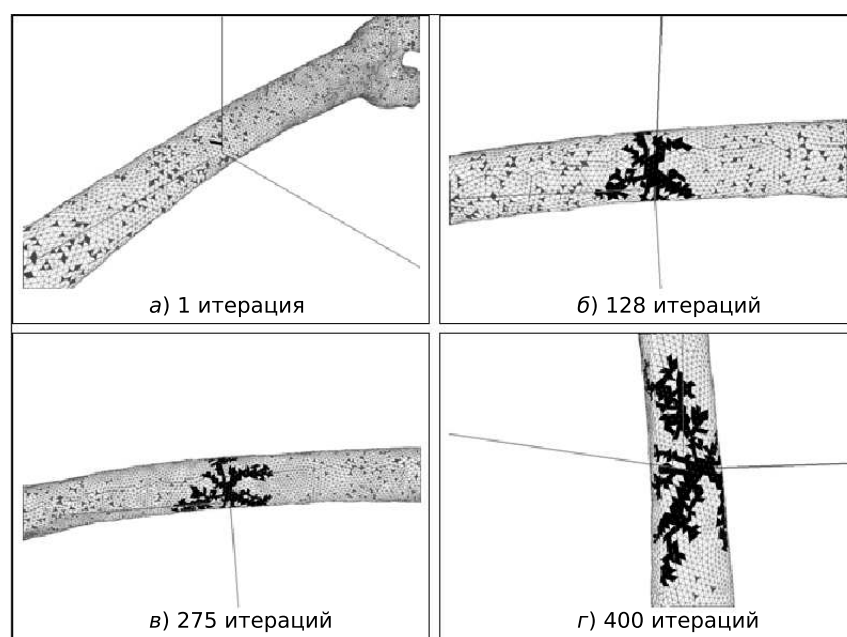 а) 1 итерация
б) 128 итераций
в) 275 итераций
г) 400 итераций